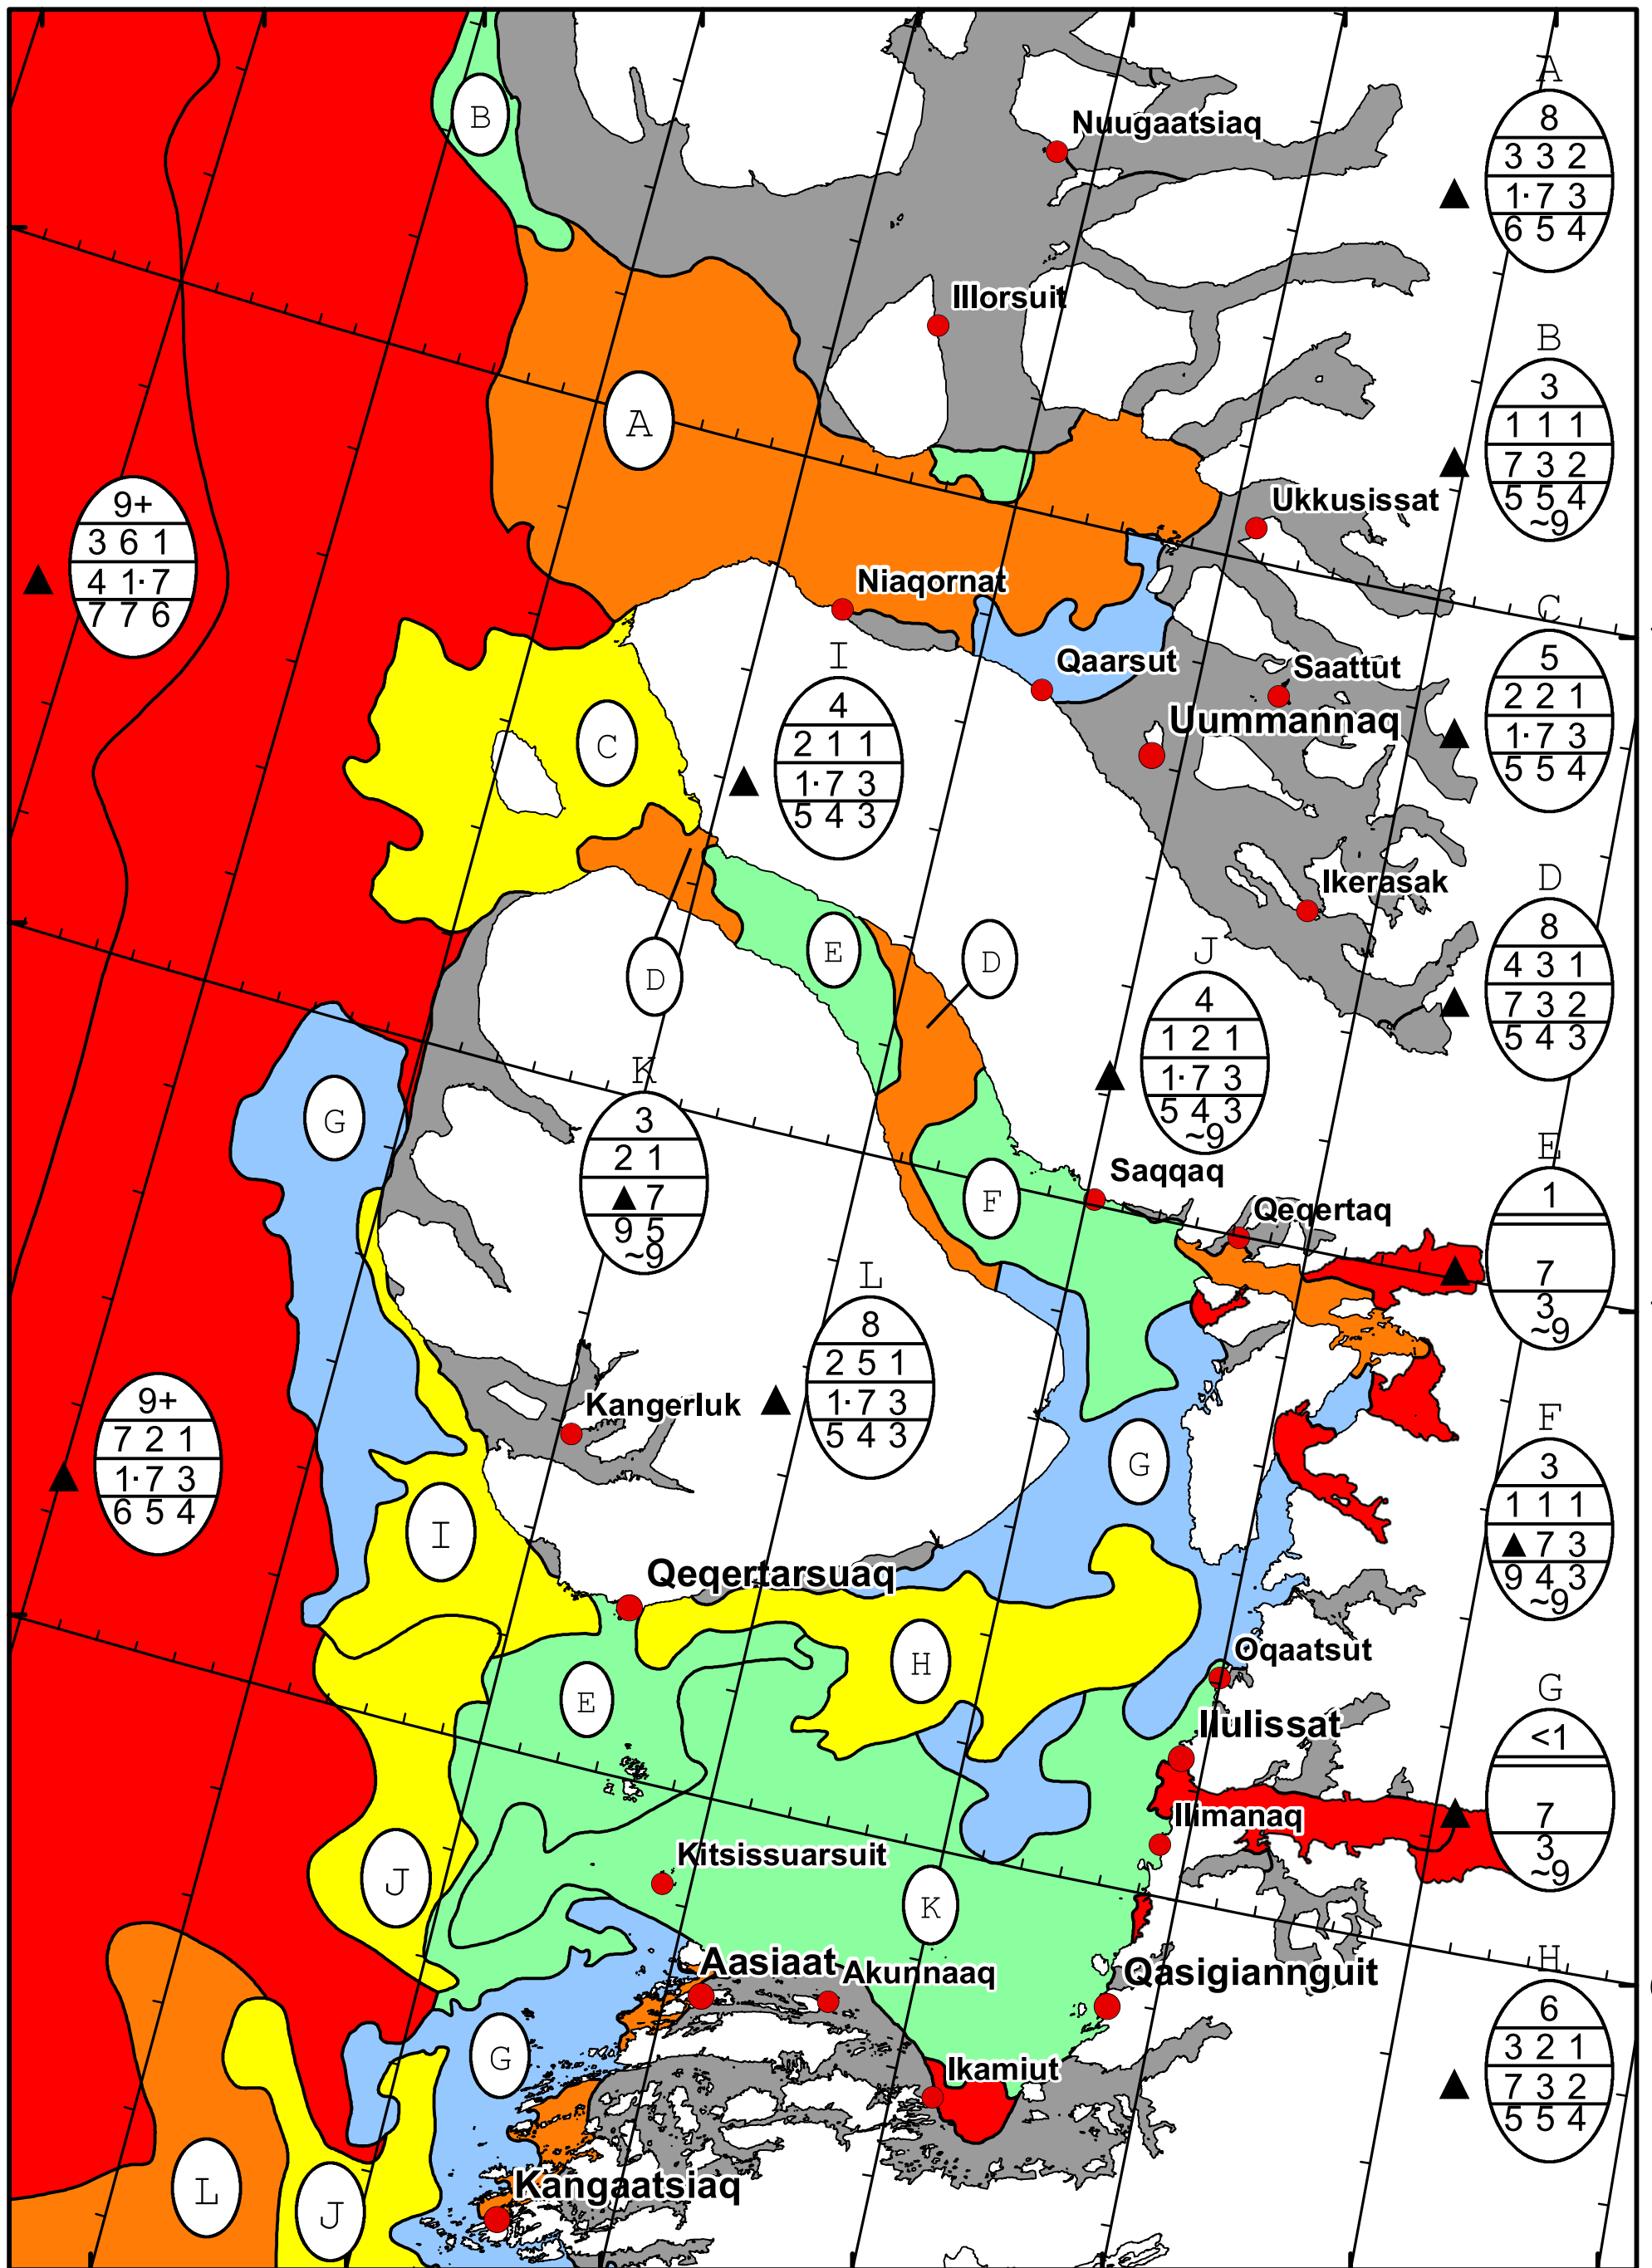 A
8
3 3 2
1· 7 3
6 5 4
B
Nuugaatsiaq
Illorsuit
B
3
1 1 1
7 3 2
5 5 4
~9
A
9+
3 6 1
4 1· 7
7 7 6
Ukkusissat
Niaqornat
C
5
2 2 1
1· 7 3
5 5 4
I
4
2 1 1
1· 7 3
5 4 3
Qaarsut
Saattut
Uummannaq
C
Ikerasak
D
8
4 3 1
7 3 2
5 4 3
E
D
D
J
4
1 2 1
1· 7 3
5 4 3
~9
K
3
2 1
▲ 7
9 5
~9
G
Saqqaq
F
Qeqertaq
E
1
7
3
~9
L
8
2 5 1
1· 7 3
5 4 3
9+
7 2 1
1· 7 3
6 5 4
Kangerluk
G
F
3
1 1 1
▲ 7 3
9 4 3
~9
I
Qeqertarsuaq
H
Oqaatsut
E
Ilulissat
G
<1
7
3
~9
Ilimanaq
Kitsissuarsuit
J
K
Aasiaat
Akunnaaq
Qasigiannguit
H
6
3 2 1
7 3 2
5 5 4
G
Ikamiut
L
J
Kangaatsiaq